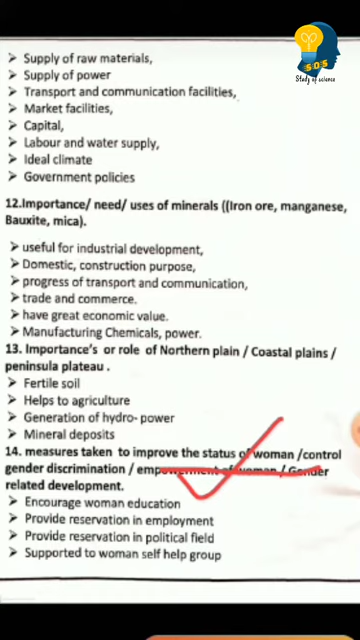 S.O.S
Study of science
➢ Supply of raw materials,
➢ Supply of power
➢ Transport and communication facilities,
➢ Market facilities,
➢ Capital,
➢ Labour and water supply,
➢ Ideal climate
➢ Government policies
12.Importance/ need/ uses of minerals ((Iron ore, manganese,
Bauxite, mica).
➢ useful for industrial development,
➢ Domestic, construction purpose,
➢ progress of transport and communication,
➢ trade and commerce.
➢ have great economic value.
➢ Manufacturing Chemicals, power.
13. Importance's or role of Northern plain / Coastal plains /
peninsula plateau .
➢ Fertile soil
➢ Helps to agriculture
➢ Generation of hydro- power
➢ Mineral deposits
14. measures taken to improve the status of woman /control
gender discrimination / empowerment of woman / Gender
related development.
➢ Encourage woman education
➢ Provide reservation in employment
➢ Provide reservation in political field
➢ Supported to woman self help group